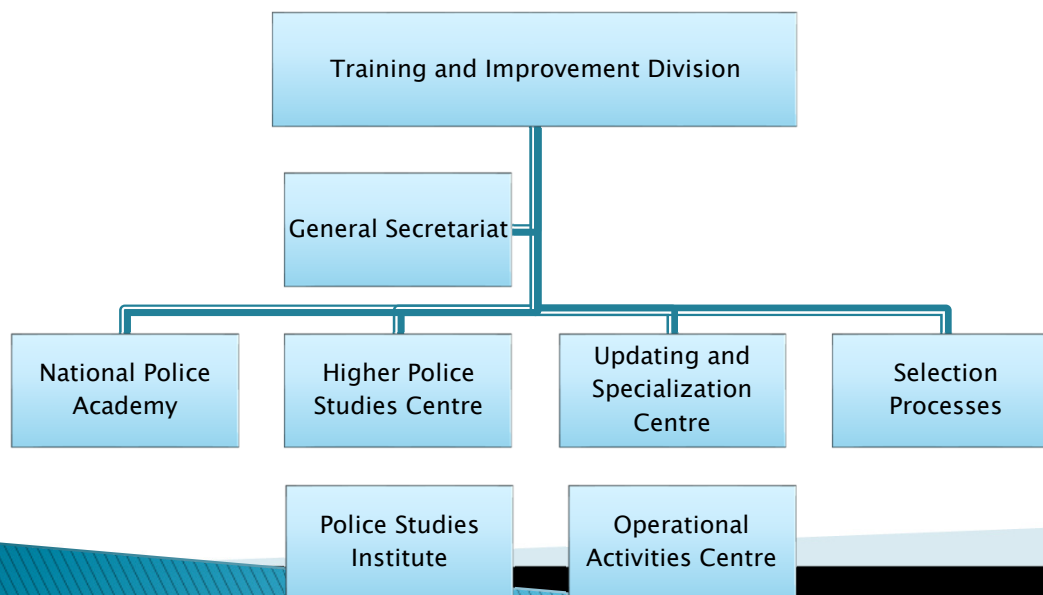 Training and Improvement Division
General Secretariat
National Police
Academy
Higher Police
Studies Centre
Updating and
Specialization
Centre
Selection
Processes
Police Studies
Institute
Operational
Activities Centre